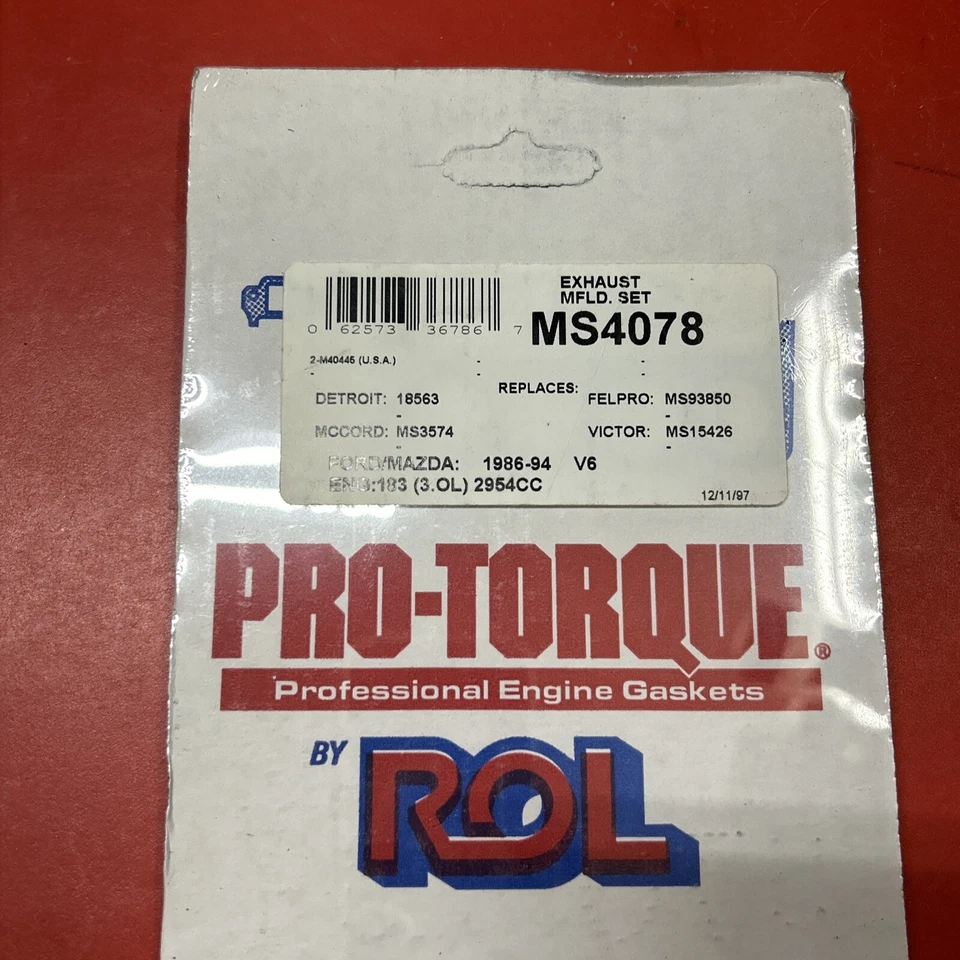 EXHAUST
MFLD. SET
0 62573 36786 7
MS4078
2-M40445 (U.S.A.)
REPLACES:
DETROIT: 18563 FELPRO: MS93850
MCCORD: MS3574 VICTOR: MS15426
FORD/MAZDA: 1986-94 V6
ENG:183 (3.0L) 2954CC
12/11/97
®
PRO-TORQUE®
Professional Engine Gaskets
BY ROL